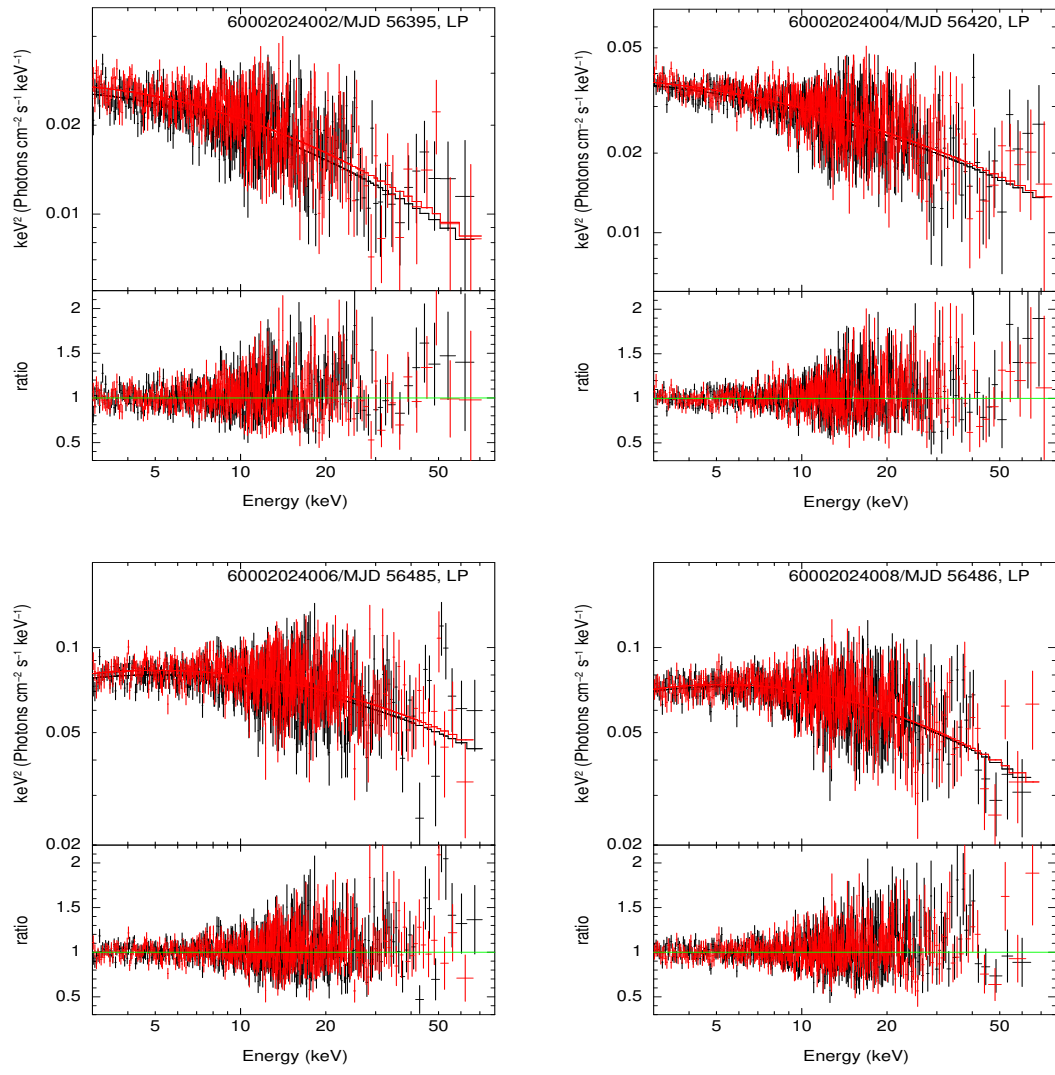 60002024002/MJD 56395, LP
keV² (Photons cm⁻² s⁻¹ keV⁻¹)
0.02
0.01
ratio
2
1.5
1
0.5
5 10 20 50
Energy (keV)
60002024004/MJD 56420, LP
keV² (Photons cm⁻² s⁻¹ keV⁻¹)
0.05
0.02
0.01
ratio
2
1.5
1
0.5
5 10 20 50
Energy (keV)
60002024006/MJD 56485, LP
keV² (Photons cm⁻² s⁻¹ keV⁻¹)
0.1
0.05
0.02
ratio
2
1.5
1
0.5
5 10 20 50
Energy (keV)
60002024008/MJD 56486, LP
keV² (Photons cm⁻² s⁻¹ keV⁻¹)
0.1
0.05
0.02
ratio
2
1.5
1
0.5
5 10 20 50
Energy (keV)